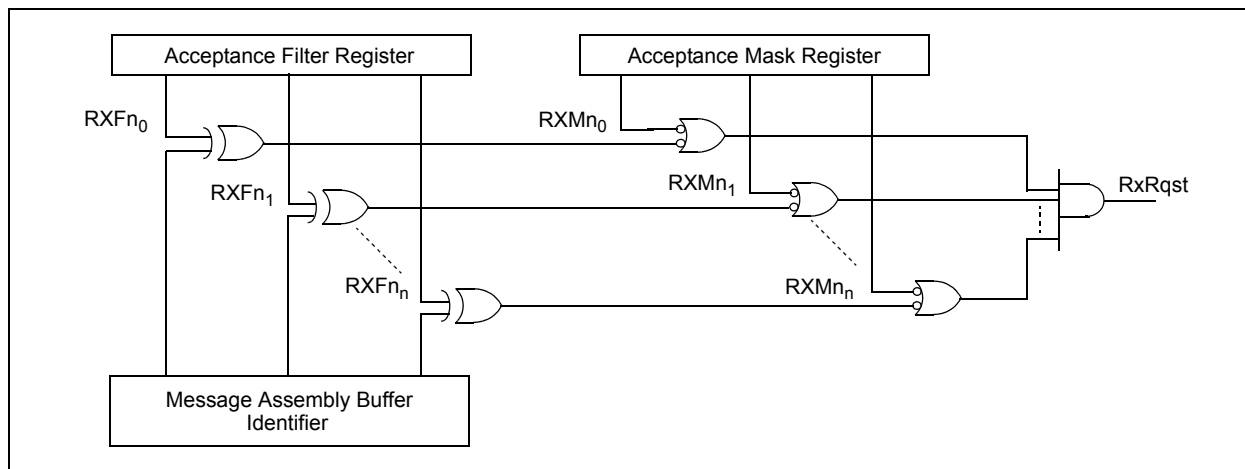 Acceptance Filter Register
Acceptance Mask Register
RXFn₀
RXMn₀
RXFn₁
RXMn₁
RxRqst
RXFnₙ
RXMnₙ
Message Assembly Buffer
Identifier